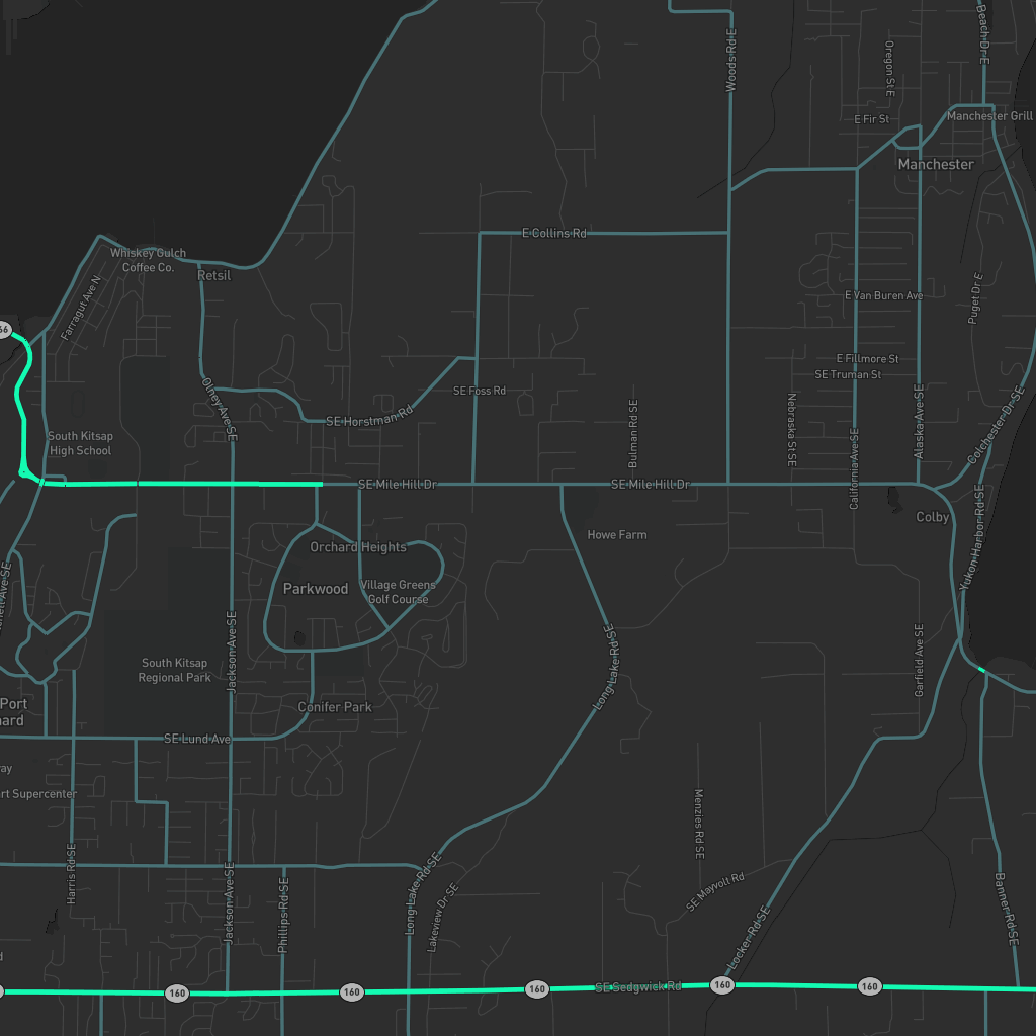 Beach Dr E
Woods Rd E
Oregon St E
E Fir St
Manchester Grill
Manchester
E Collins Rd
Whiskey Gulch
Coffee Co.
Retsil
Farragut Ave N
Puget Dr E
E Van Buren Ave
66
E Fillmore St
SE Truman St
SE Foss Rd
Olney Ave SE
SE Horstman Rd
Bulman Rd SE
Nebraska St SE
California Ave SE
Alaska Ave SE
Colchester Dr SE
South Kitsap
High School
SE Mile Hill Dr
SE Mile Hill Dr
Colby
Howe Farm
Yukon Harbor Rd SE
Orchard Heights
Parkwood
Village Greens
Golf Course
Jackson Ave SE
Long Lake Rd SE
Garfield Ave SE
South Kitsap
Regional Park
Port
Conifer Park
SE Lund Ave
rt Supercenter
Menzies Rd SE
Harris Rd SE
Jackson Ave SE
Phillips Rd SE
Long Lake Rd SE
Lakeview Dr SE
SE Mayvolt Rd
Locker Rd SE
Banner Rd SE
160
160
160
SE Sedgwick Rd
160
160